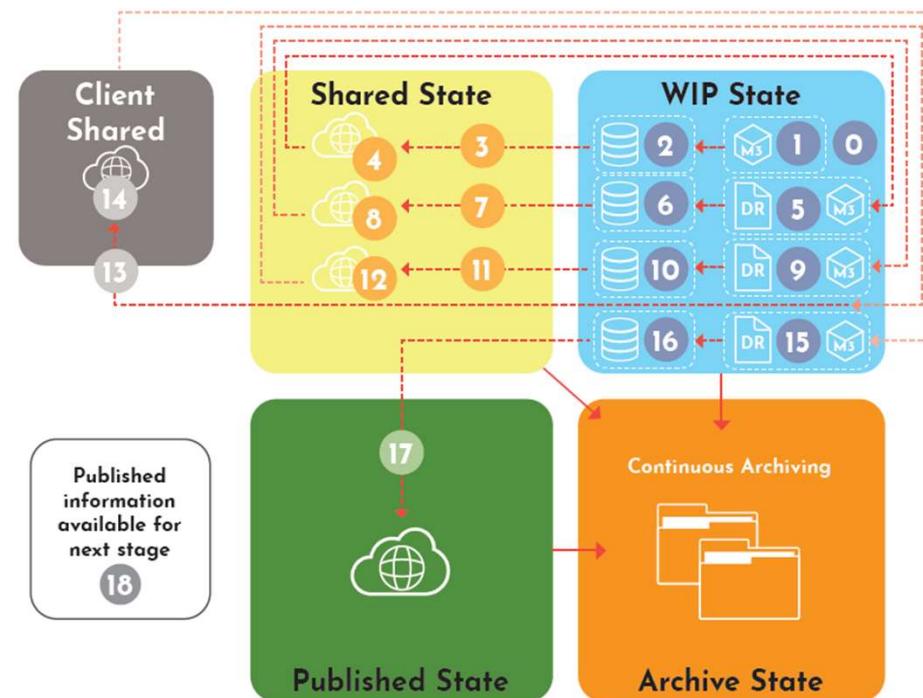 Client
Shared
14
13
Shared State
4
3
8
7
12
11
WIP State
2
M3
1
0
6
DR
5
M3
10
DR
9
M3
16
DR
15
M3
17
Published State
Continuous Archiving
Archive State
Published
information
available for
next stage
18